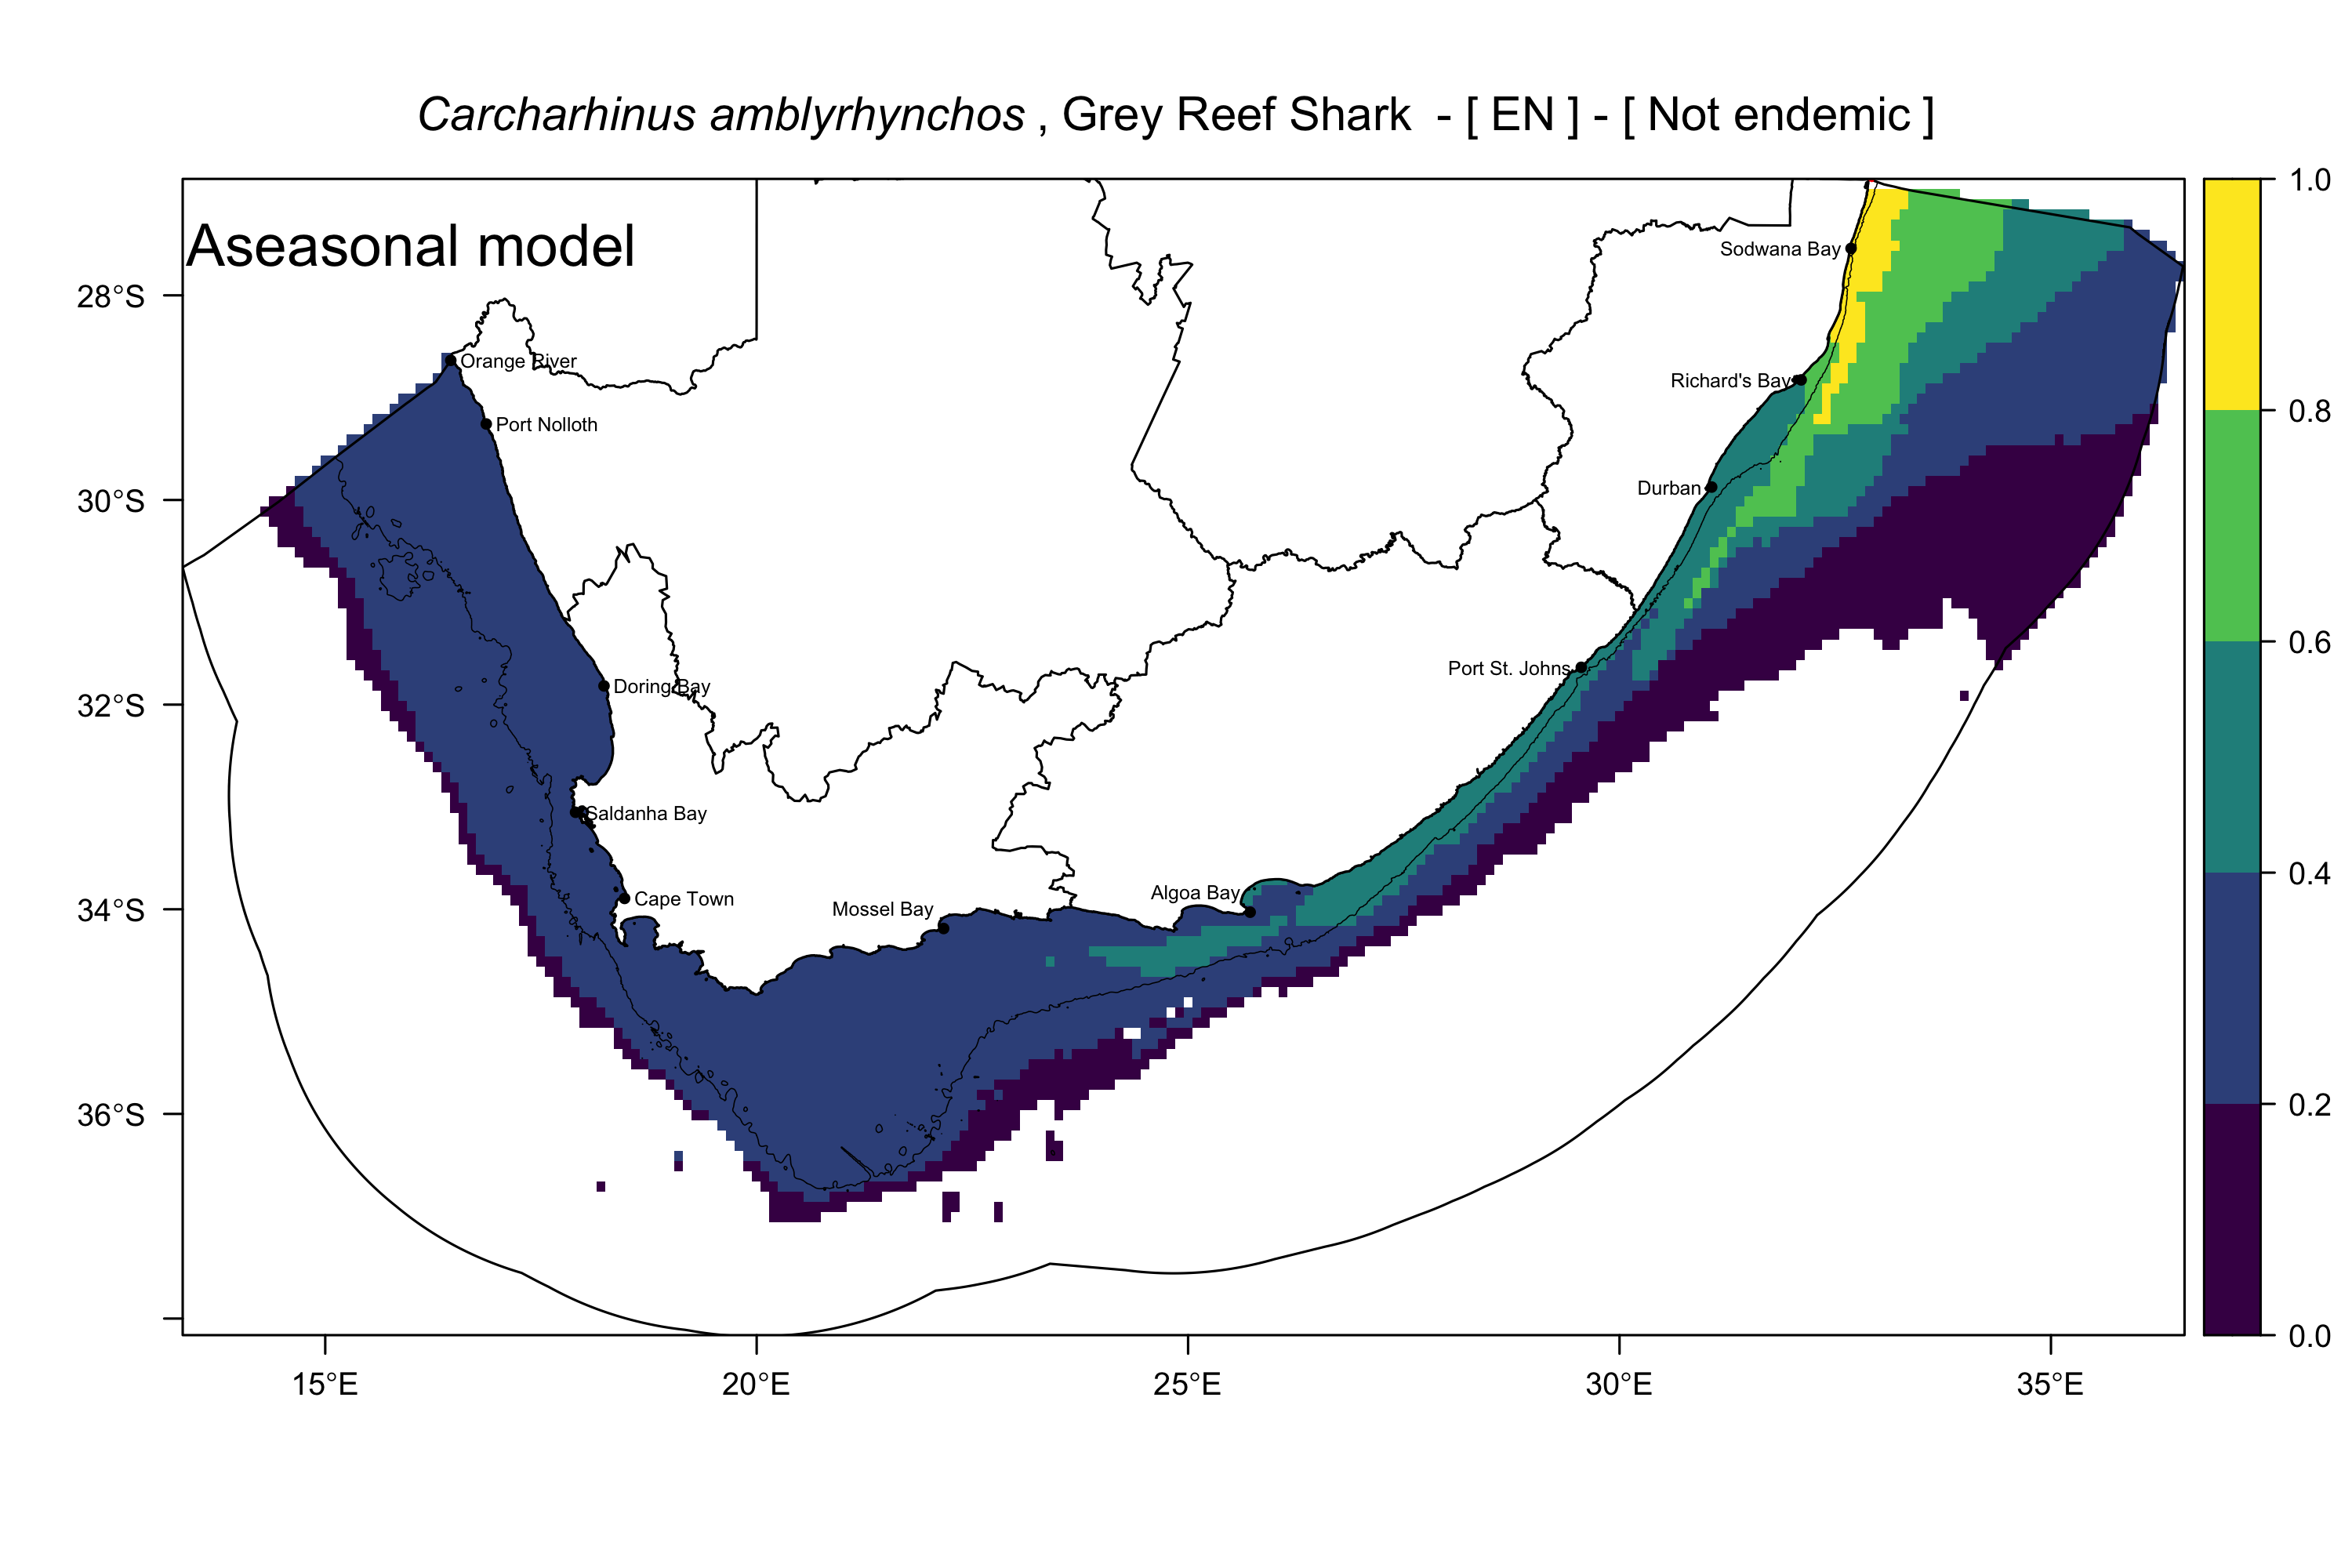 Carcharhinus amblyrhynchos , Grey Reef Shark - [ EN ] - [ Not endemic ]
Aseasonal model
1.0
0.8
0.6
0.4
0.2
0.0
28°S
30°S
32°S
34°S
36°S
Sodwana Bay
Orange River
Richard's Bay
Port Nolloth
Durban
Port St. Johns
Doring Bay
Saldanha Bay
Algoa Bay
Cape Town
Mossel Bay
15°E
20°E
25°E
30°E
35°E